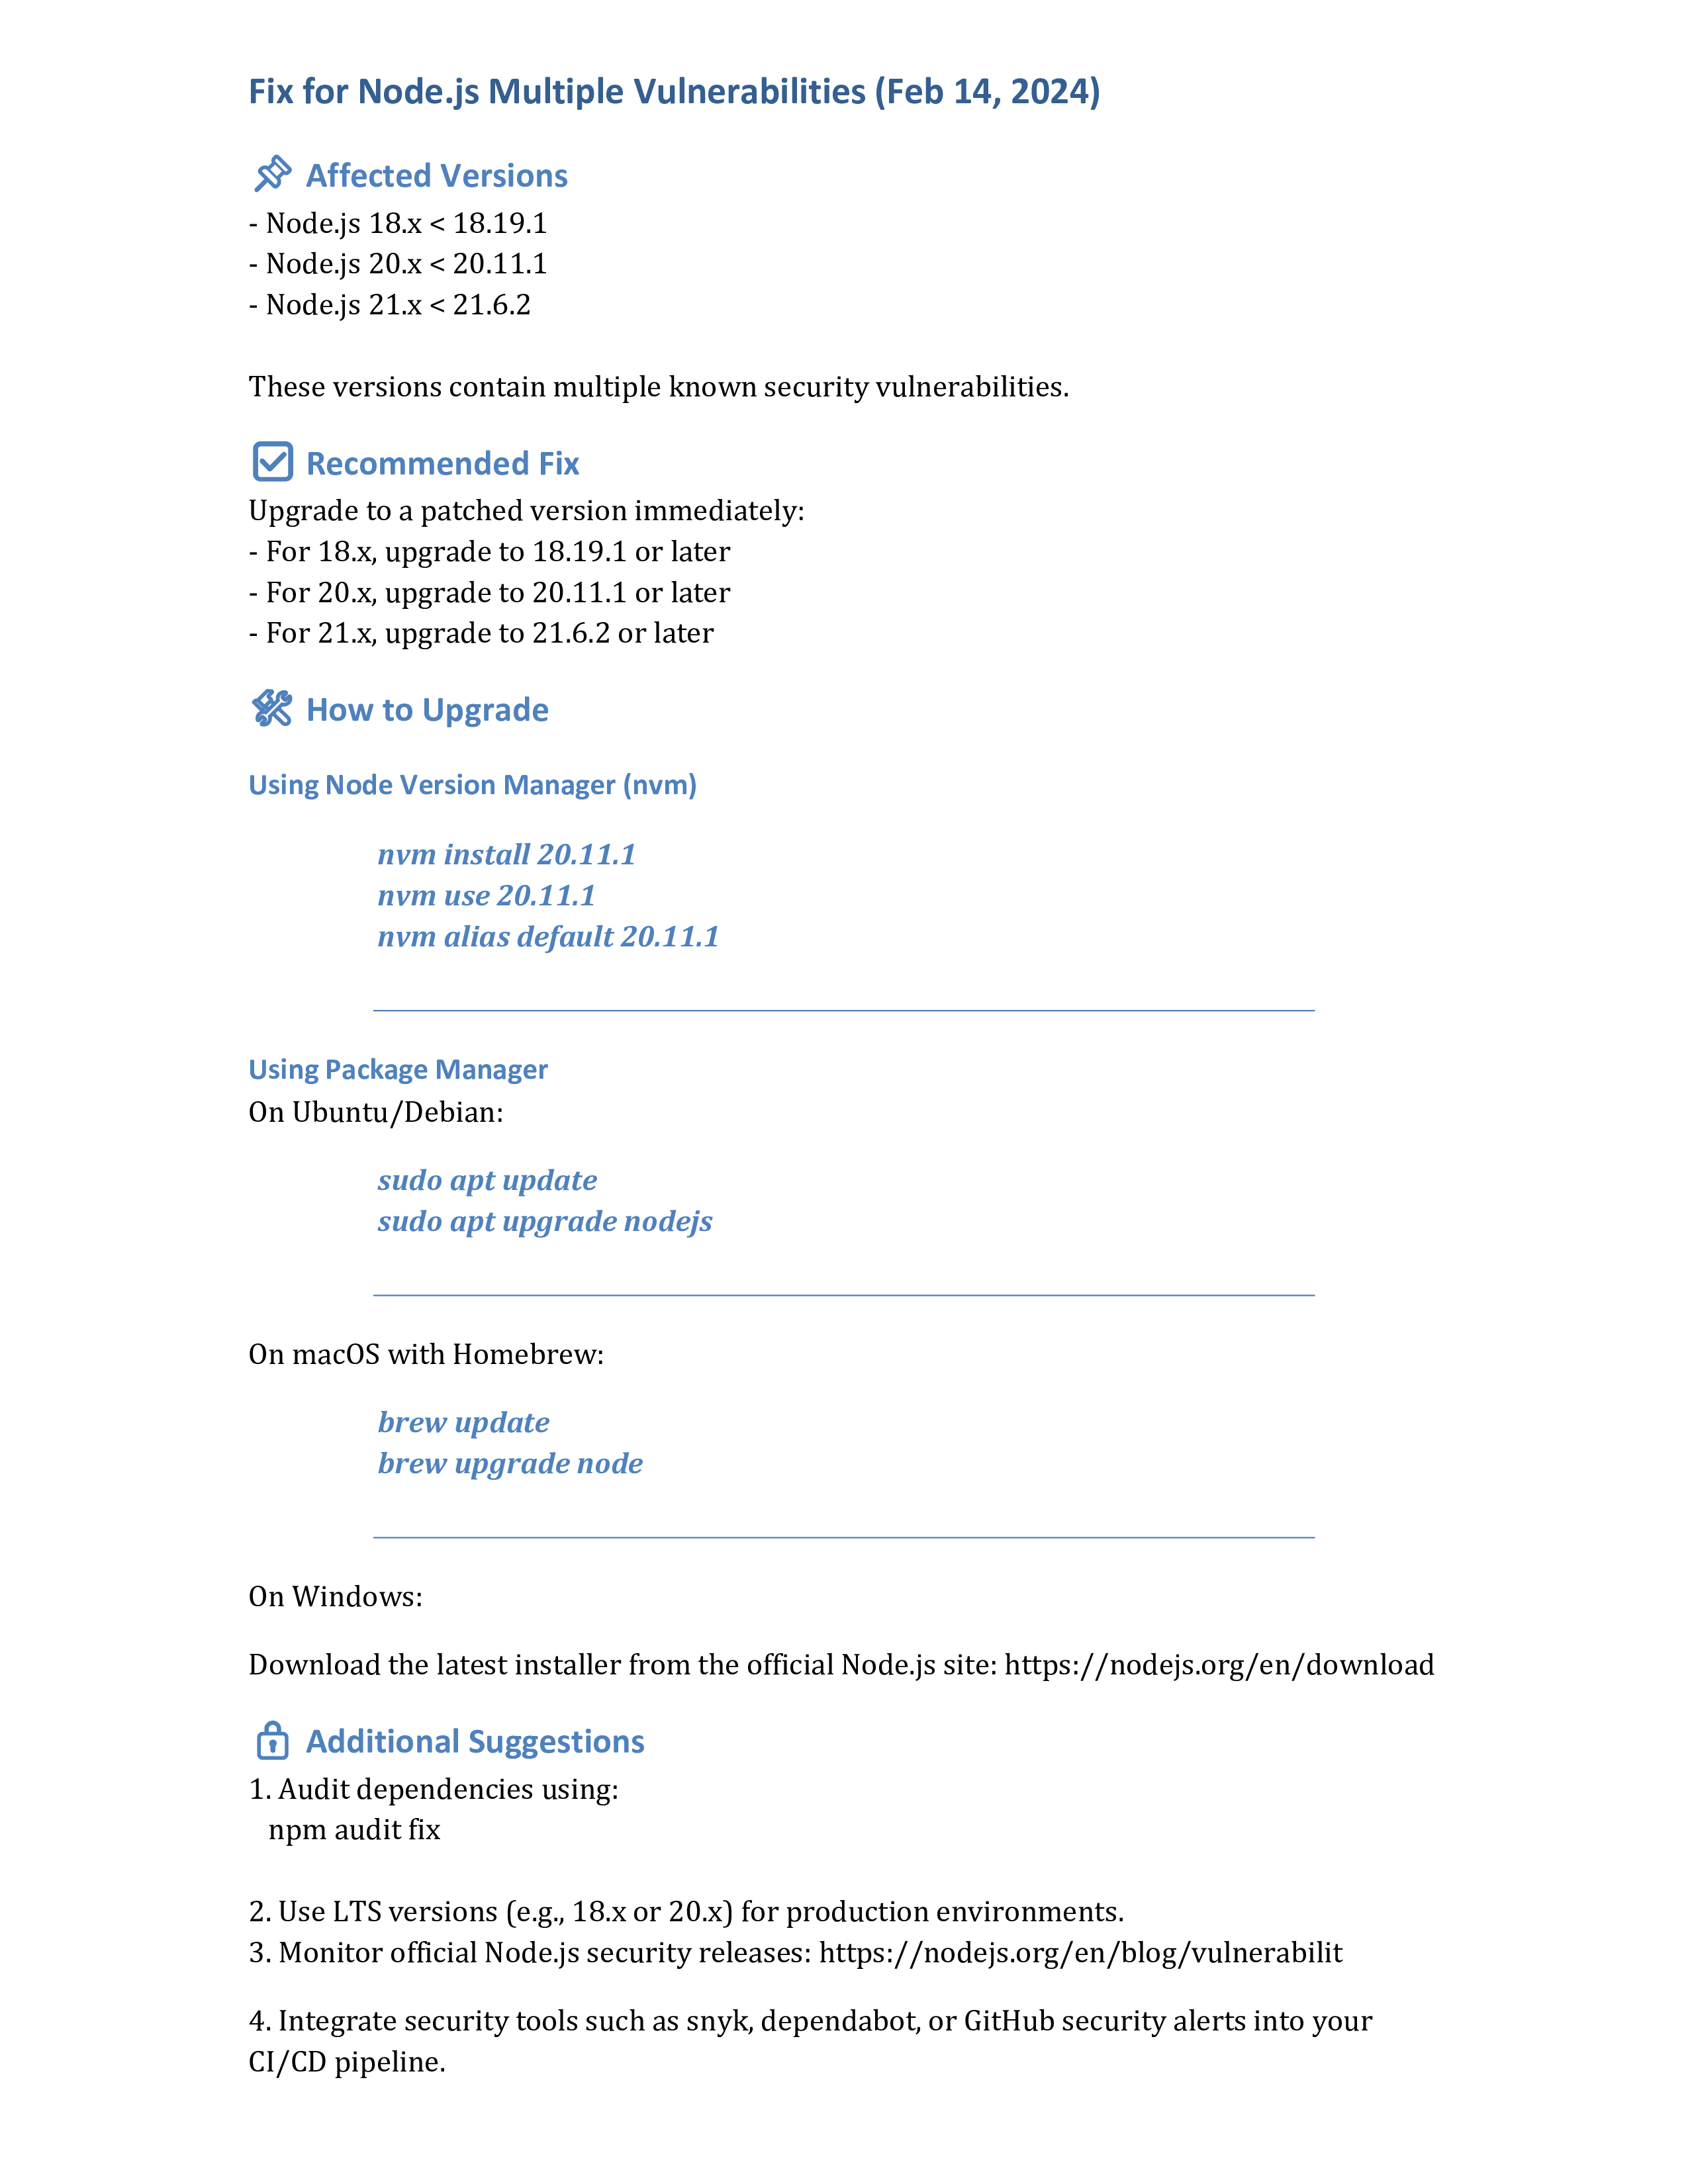 Fix for Node.js Multiple Vulnerabilities (Feb 14, 2024)
Affected Versions
- Node.js 18.x < 18.19.1
- Node.js 20.x < 20.11.1
- Node.js 21.x < 21.6.2
These versions contain multiple known security vulnerabilities.
Recommended Fix
Upgrade to a patched version immediately:
- For 18.x, upgrade to 18.19.1 or later
- For 20.x, upgrade to 20.11.1 or later
- For 21.x, upgrade to 21.6.2 or later
How to Upgrade
Using Node Version Manager (nvm)
nvm install 20.11.1
nvm use 20.11.1
nvm alias default 20.11.1
Using Package Manager
On Ubuntu/Debian:
sudo apt update
sudo apt upgrade nodejs
On macOS with Homebrew:
brew update
brew upgrade node
On Windows:
Download the latest installer from the official Node.js site: https://nodejs.org/en/download
Additional Suggestions
1. Audit dependencies using:
npm audit fix
2. Use LTS versions (e.g., 18.x or 20.x) for production environments.
3. Monitor official Node.js security releases: https://nodejs.org/en/blog/vulnerabilit
4. Integrate security tools such as snyk, dependabot, or GitHub security alerts into your
CI/CD pipeline.